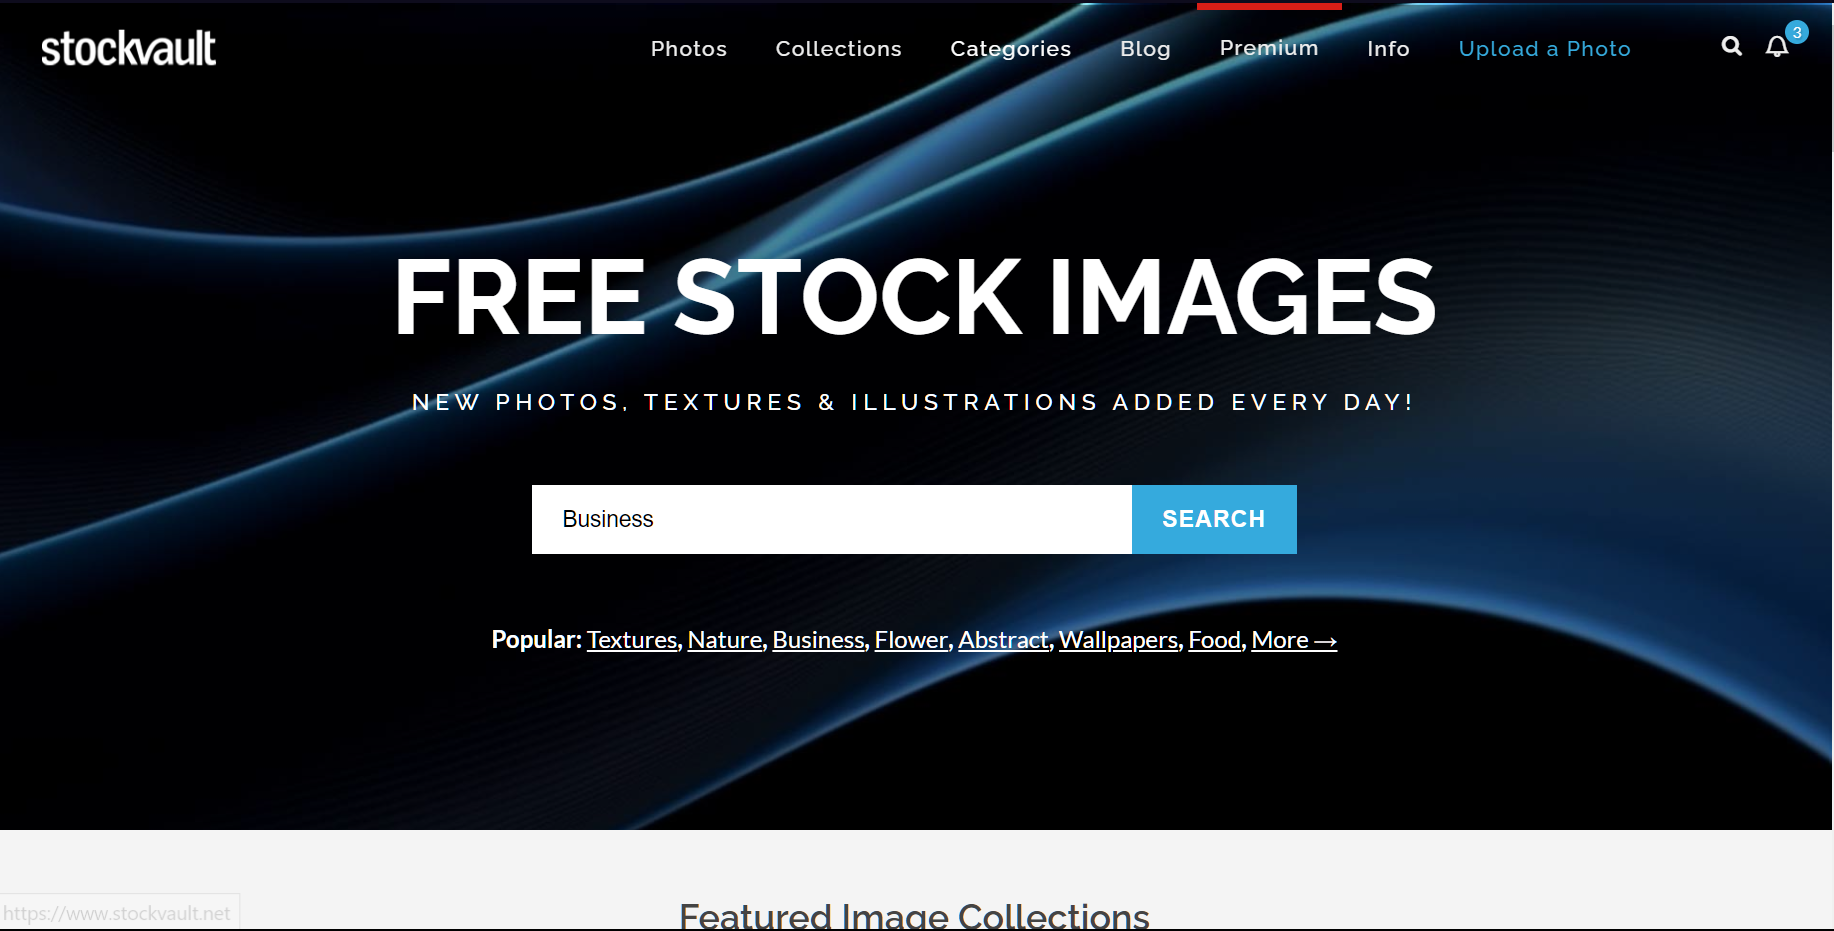 stockvault
Photos Collections Categories Blog Premium Info Upload a Photo 3
FREE STOCK IMAGES
NEW PHOTOS, TEXTURES & ILLUSTRATIONS ADDED EVERY DAY!
Business SEARCH
Popular: Textures, Nature, Business, Flower, Abstract, Wallpapers, Food, More →
Featured Image Collections
https://www.stockvault.net